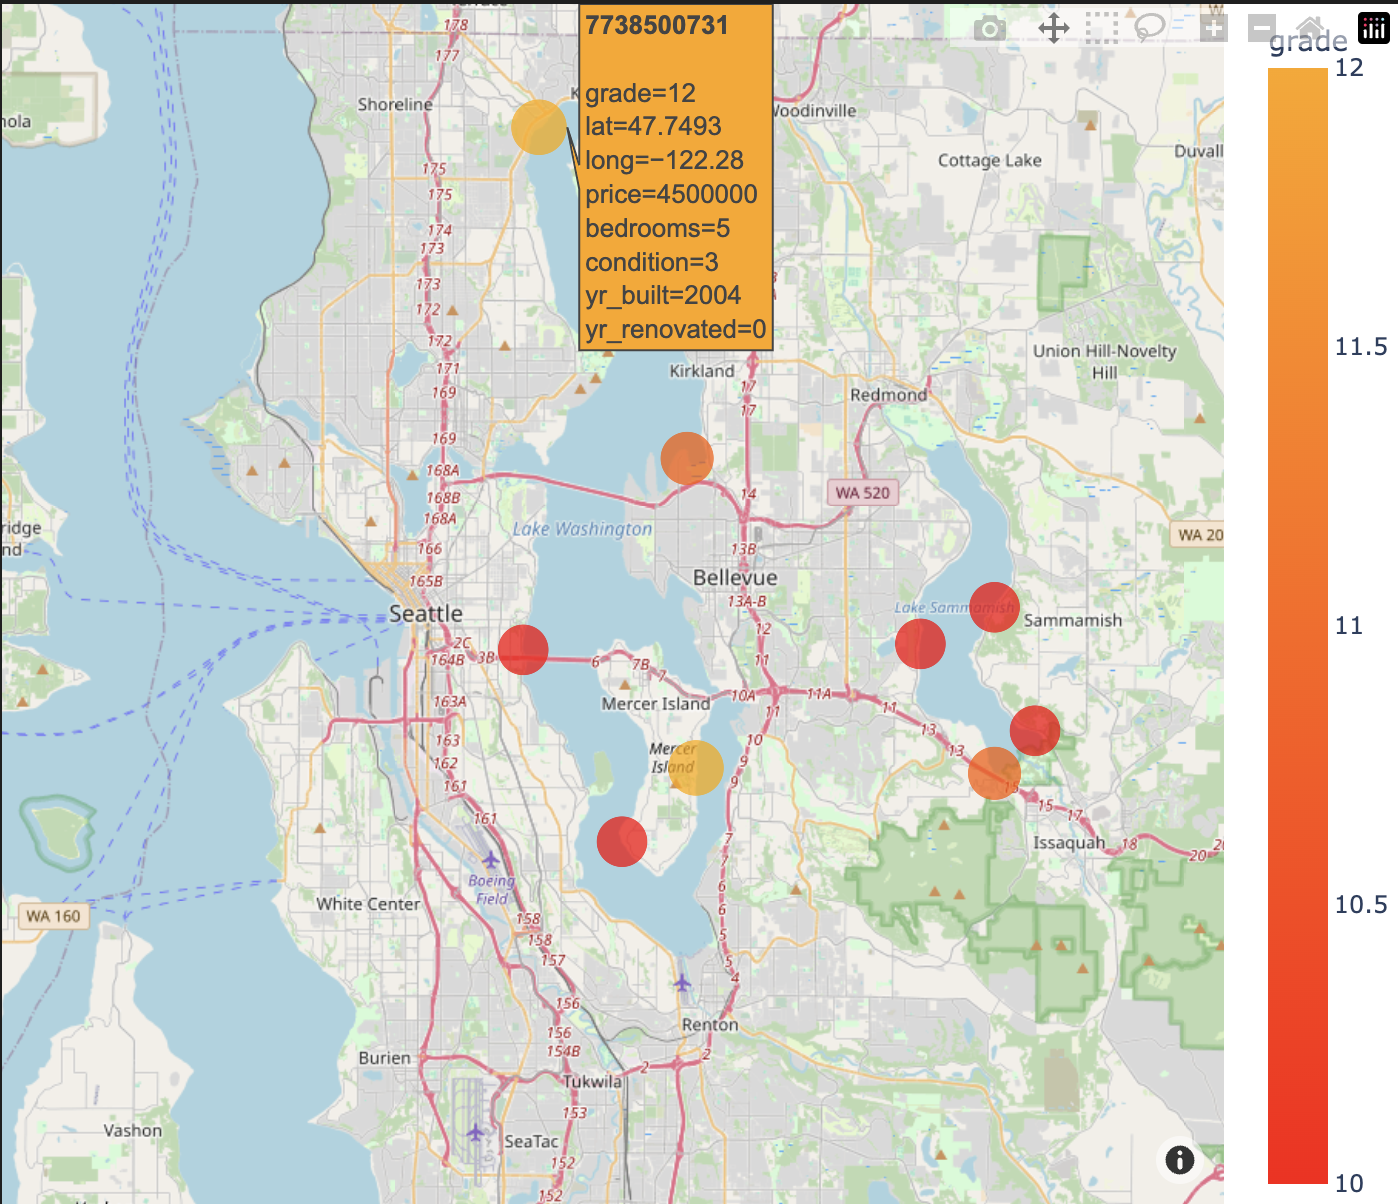 7738500731
grade=12
lat=47.7493
long=−122.28
price=4500000
bedrooms=5
condition=3
yr_built=2004
yr_renovated=0
grade
12
11.5
11
10.5
10
178
177
Shoreline
K
Woodinville
Cottage Lake
Duvall
175
175
174
173
173
172
172
171
169
169
168A
168B
168A
166
165B
Kirkland
17
17
14
Redmond
Union Hill-Novelty
Hill
WA 520
WA 20
Lake Washington
13B
Bellevue
13A-B
12
11
Seattle
2C
164B
3B
6
7B
7
10A
11A
11
11
13
13
Lake Sammamish
Sammamish
163A
163
162
161
161
Mercer Island
Mercer
Island
10
9
9
15
15
17
18
20
Issaquah
7
7
6
6
5
5
4
Boeing
Field
White Center
WA 160
158
158
157
156
156
154B
153
152
152
Renton
2
2
Burien
Tukwila
SeaTac
Vashon
ridge
nd
nola